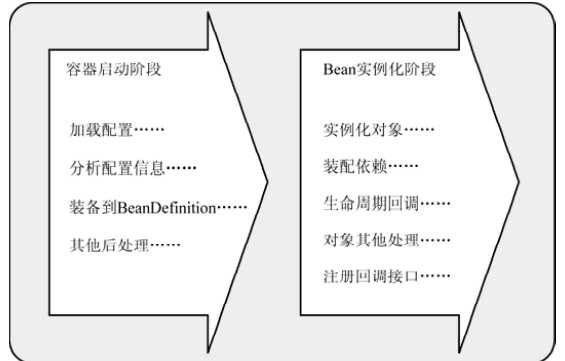 容器启动阶段
加载配置……
分析配置信息……
装备到BeanDefinition……
其他后处理……
Bean实例化阶段
实例化对象……
装配依赖……
生命周期回调……
对象其他处理……
注册回调接口……